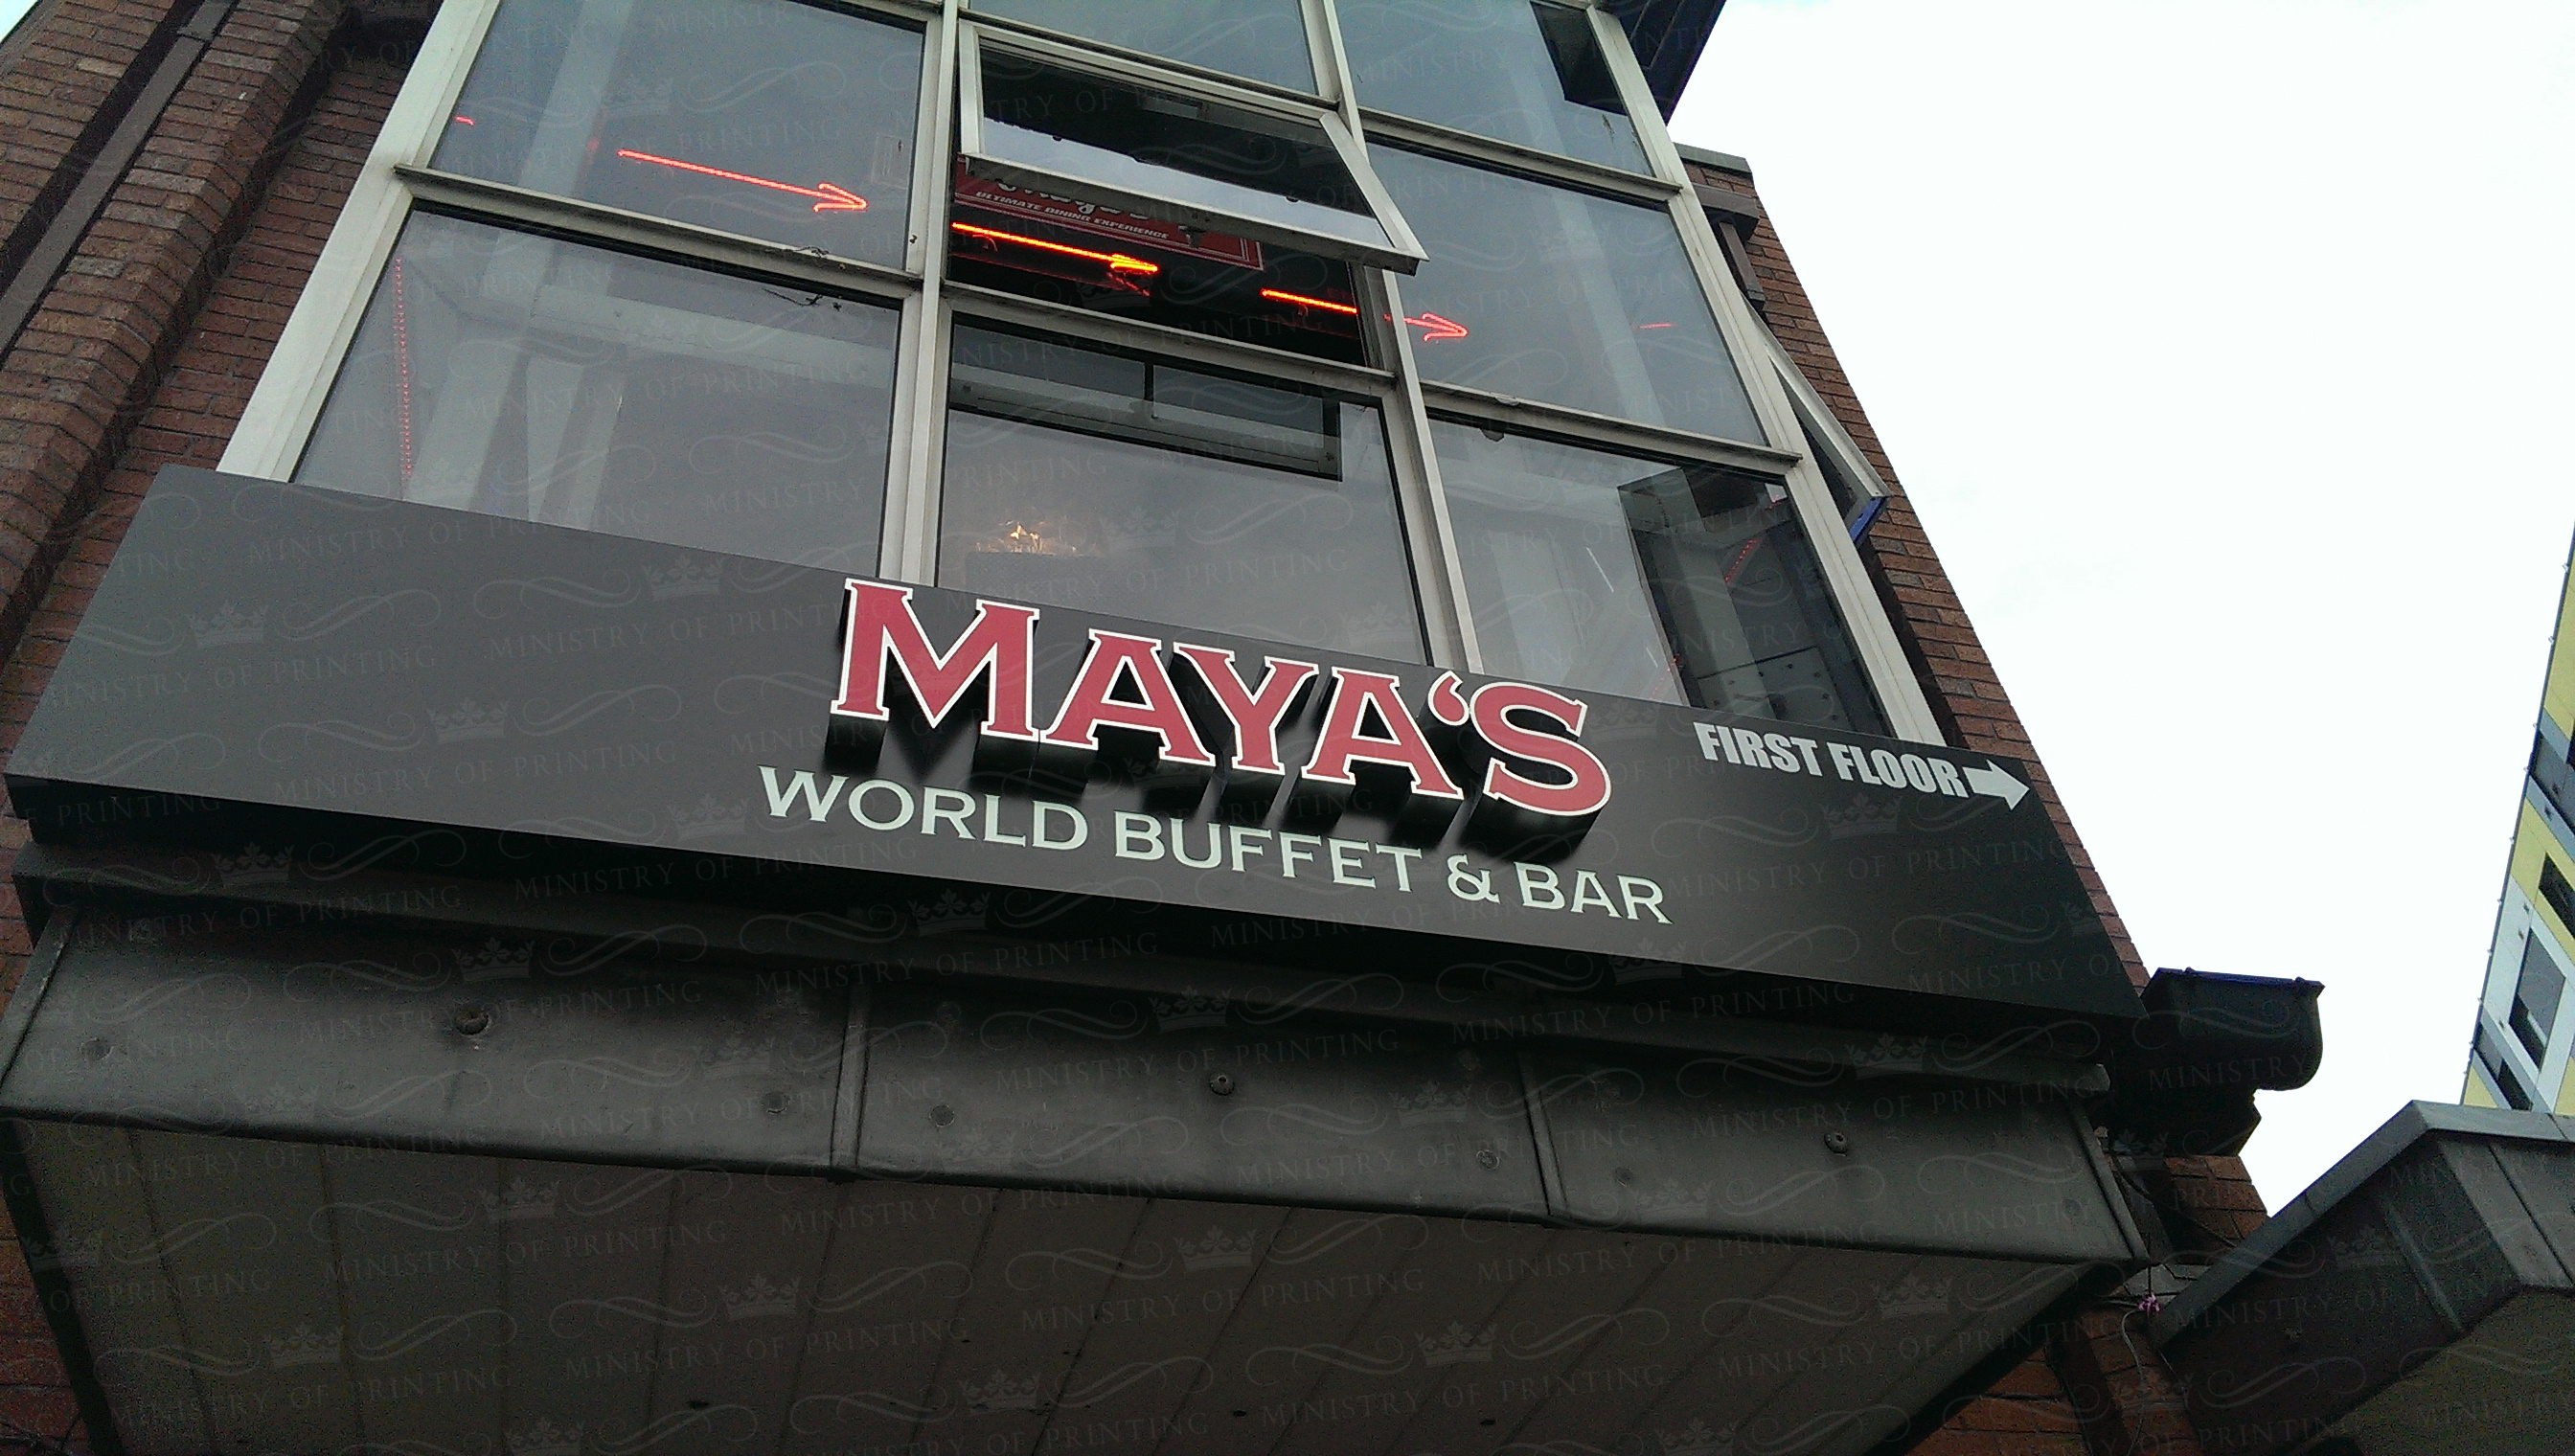 ULTIMATE DINING EXPERIENCE
MAYA‘S
WORLD BUFFET & BAR
FIRST FLOOR
MINISTRY OF PRINTING